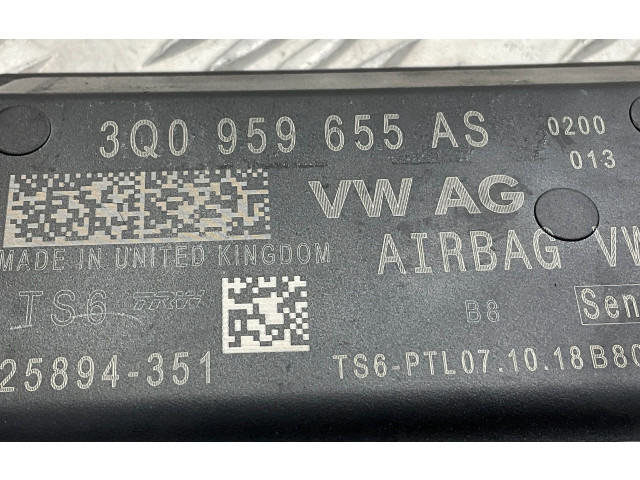 3Q0 959 655 AS 0200
013
VW AG
MADE IN UNITED KINGDOM
AIRBAG VW
TS6 TRW
B8 Sen
25894-351
TS6-PTL07.10.18B80